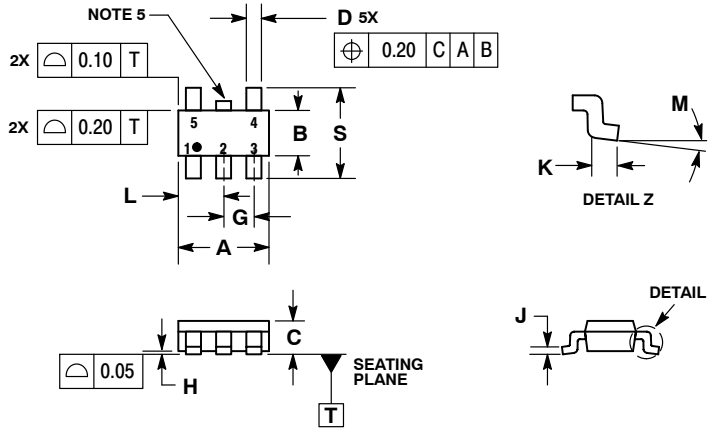 NOTE 5
D 5X
⌖ 0.20 C A B
2X ⌓ 0.10 T
2X ⌓ 0.20 T
5 4
1 2 3
B
S
L
G
A
M
K
DETAIL Z
C
H
⌓ 0.05
SEATING
PLANE
T
J
DETAIL